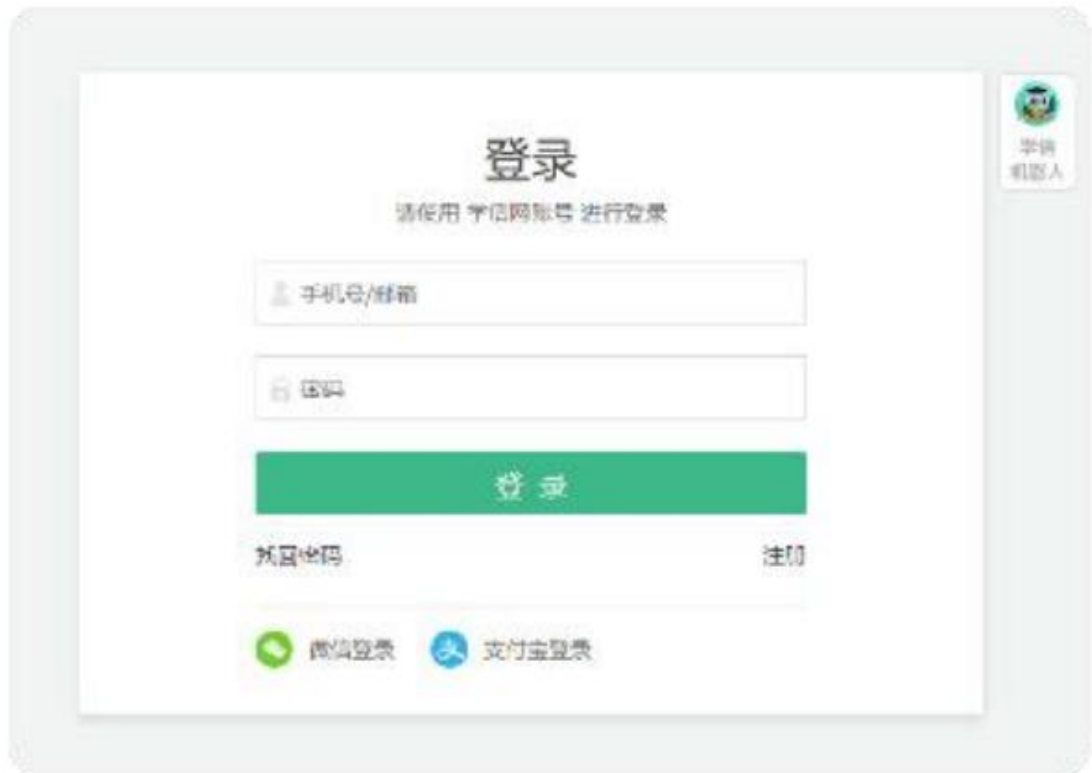 登录
请使用 学信网账号 进行登录
学信
机器人
手机号/邮箱
密码
登录
找回密码
注册
微信登录
支付宝登录